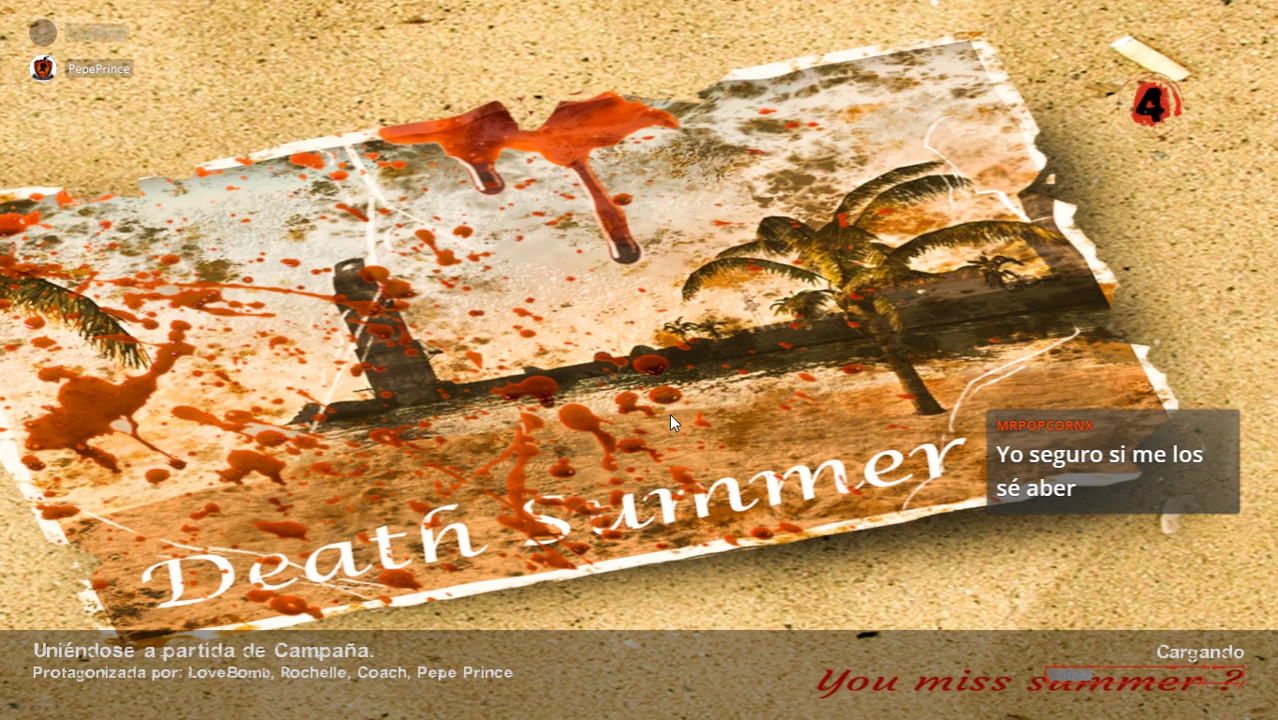 PepePrince
4
MRPOPCORNX
Yo seguro si me los
sé aber
Death Summer
Uniéndose a partida de Campaña.
Protagonizada por: LoveBomb, Rochelle, Coach, Pepe Prince
Cargando
You miss summer ?